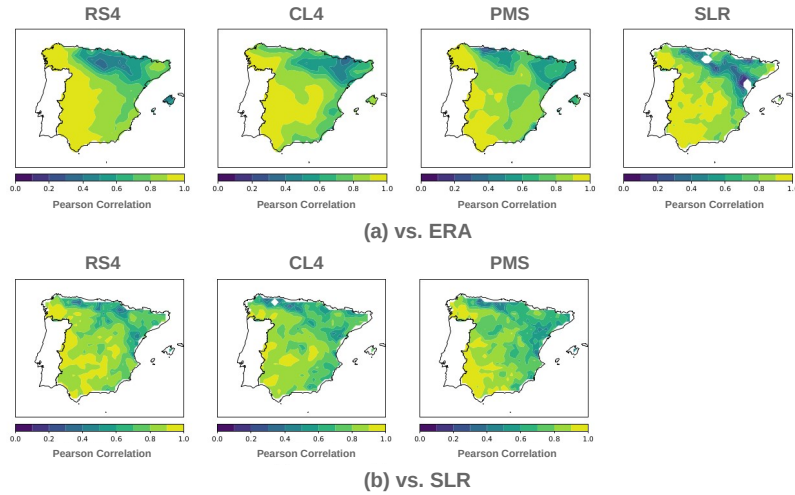 RS4 CL4 PMS SLR
0.0 0.2 0.4 0.6 0.8 1.0 0.0 0.2 0.4 0.6 0.8 1.0 0.0 0.2 0.4 0.6 0.8 1.0 0.0 0.2 0.4 0.6 0.8 1.0
Pearson Correlation Pearson Correlation Pearson Correlation Pearson Correlation
(a) vs. ERA
RS4 CL4 PMS
0.0 0.2 0.4 0.6 0.8 1.0 0.0 0.2 0.4 0.6 0.8 1.0 0.0 0.2 0.4 0.6 0.8 1.0
Pearson Correlation Pearson Correlation Pearson Correlation
(b) vs. SLR